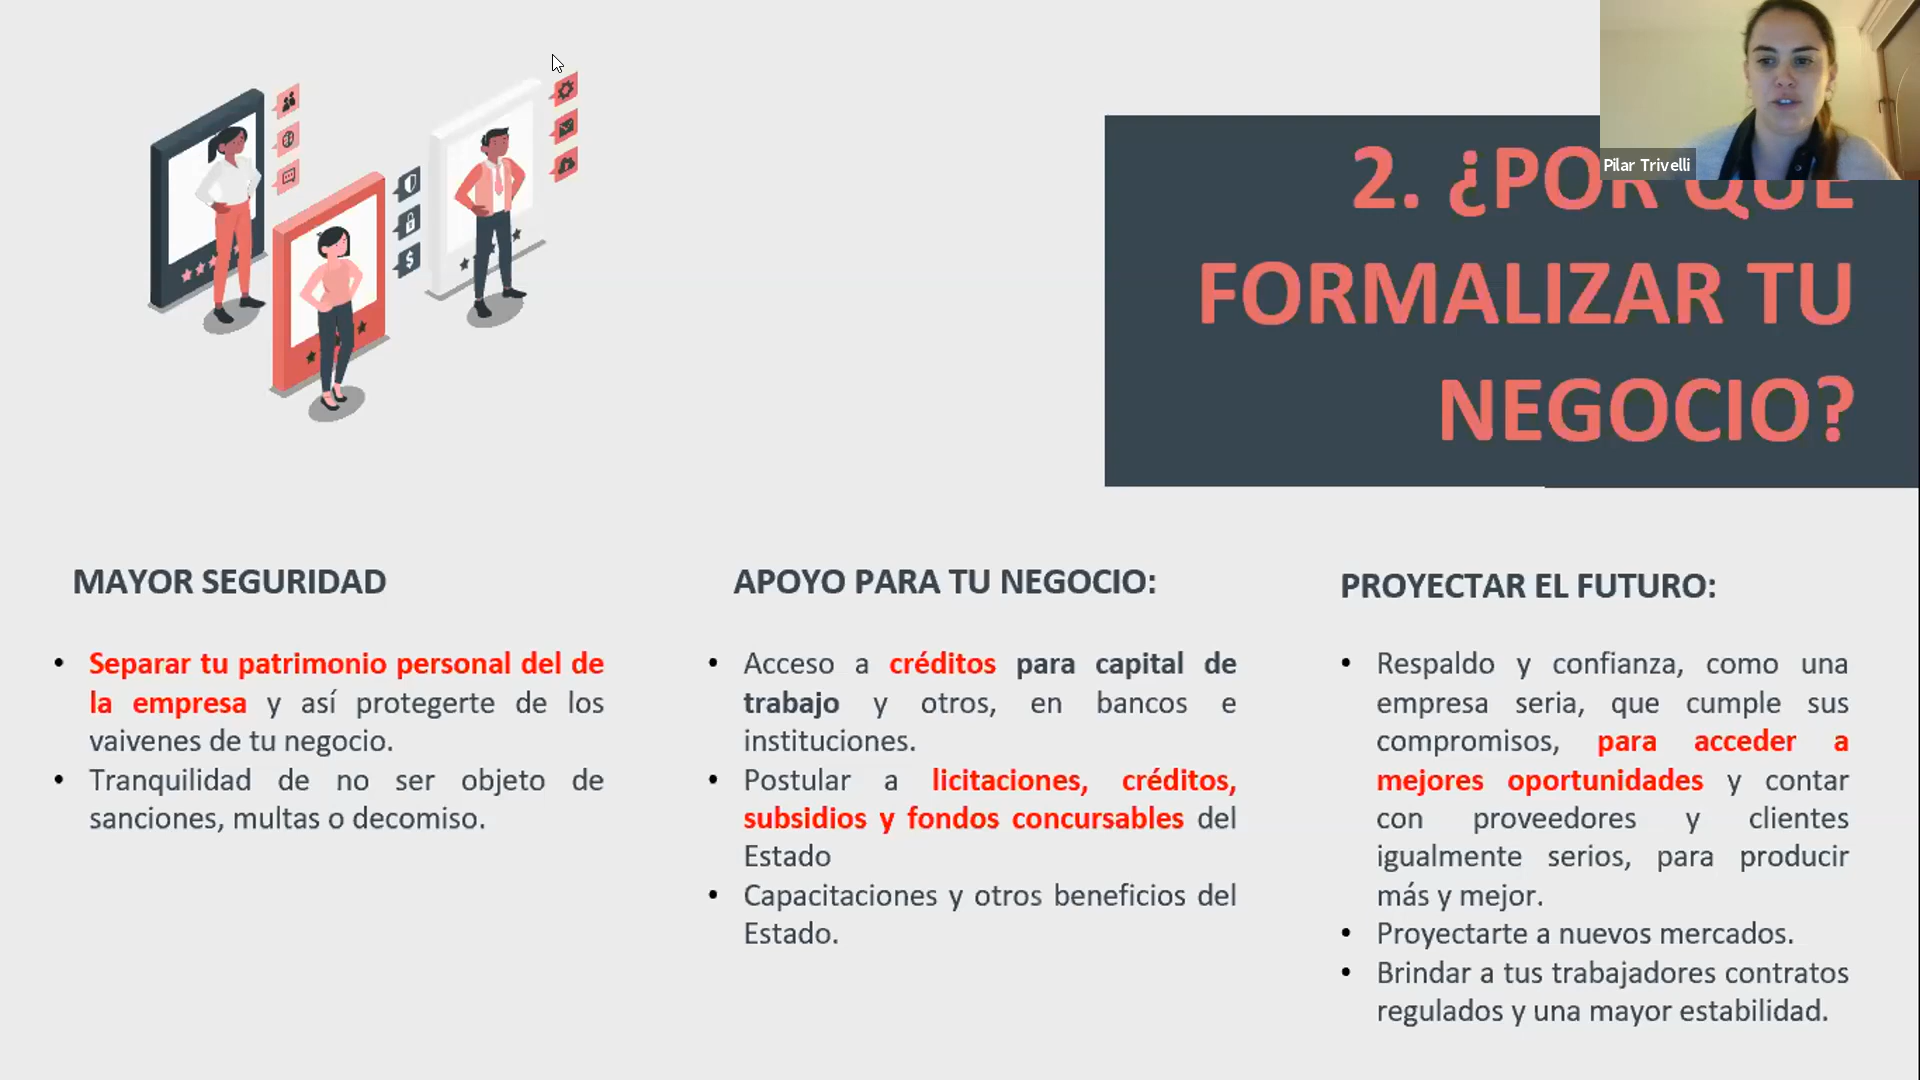 Pilar Trivelli
2. ¿POR QUÉ
FORMALIZAR TU
NEGOCIO?
MAYOR SEGURIDAD
• Separar tu patrimonio personal del de
la empresa y así protegerte de los
vaivenes de tu negocio.
• Tranquilidad de no ser objeto de
sanciones, multas o decomiso.
APOYO PARA TU NEGOCIO:
• Acceso a créditos para capital de
trabajo y otros, en bancos e
instituciones.
• Postular a licitaciones, créditos,
subsidios y fondos concursables del
Estado
• Capacitaciones y otros beneficios del
Estado.
PROYECTAR EL FUTURO:
• Respaldo y confianza, como una
empresa seria, que cumple sus
compromisos, para acceder a
mejores oportunidades y contar
con proveedores y clientes
igualmente serios, para producir
más y mejor.
• Proyectarte a nuevos mercados.
• Brindar a tus trabajadores contratos
regulados y una mayor estabilidad.